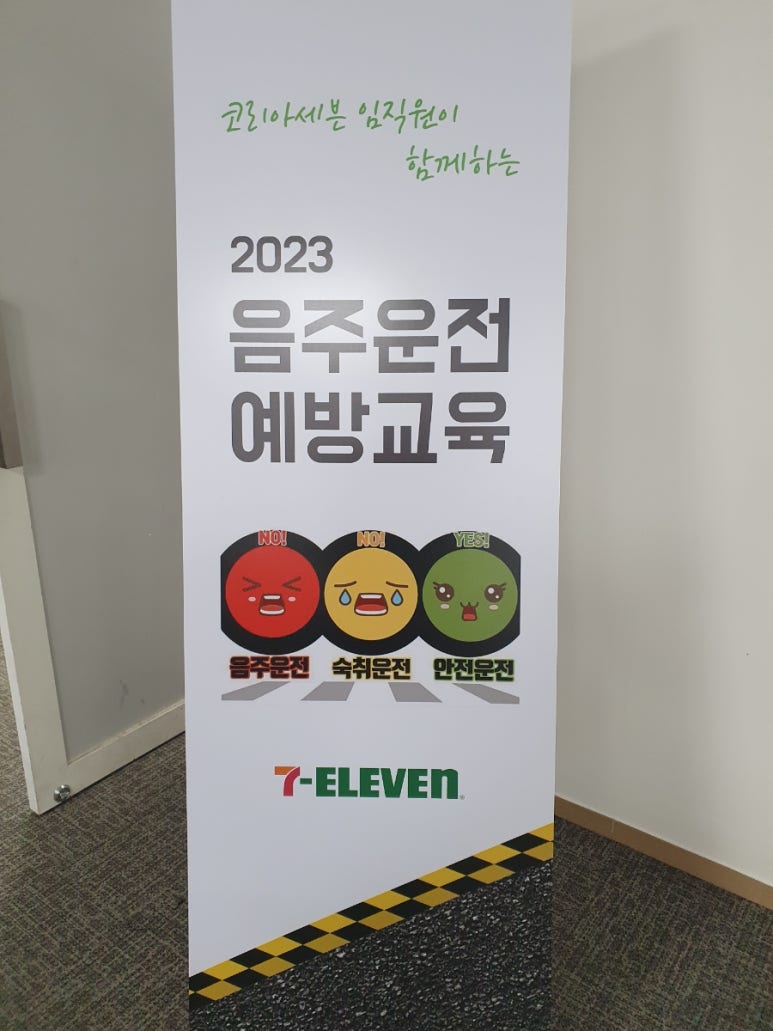 코리아세븐 임직원이
함께하는
2023
음주운전
예방교육
NO! NO! YES!
음주운전 숙취운전 안전운전
7-ELEVEn